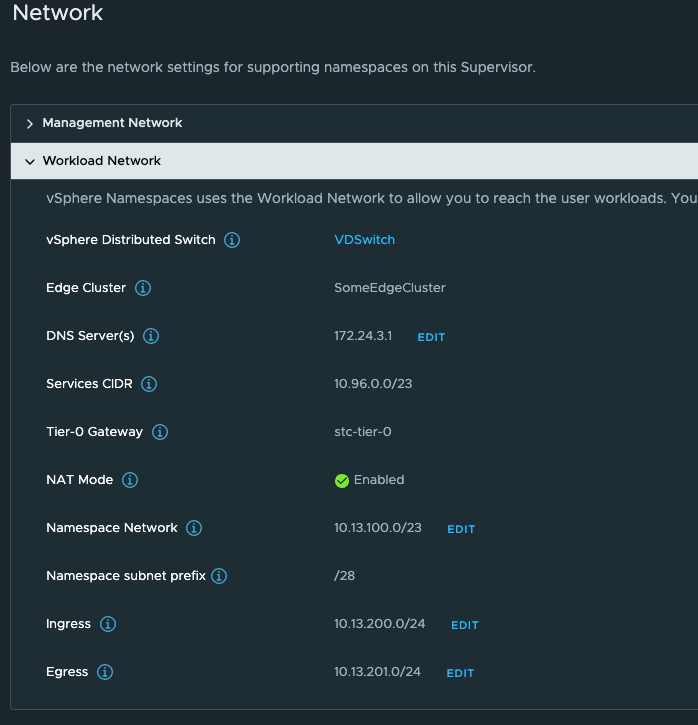 Network
Below are the network settings for supporting namespaces on this Supervisor.
Management Network
Workload Network
vSphere Namespaces uses the Workload Network to allow you to reach the user workloads. You
vSphere Distributed Switch VDSwitch
Edge Cluster SomeEdgeCluster
DNS Server(s) 172.24.3.1 EDIT
Services CIDR 10.96.0.0/23
Tier-0 Gateway stc-tier-0
NAT Mode Enabled
Namespace Network 10.13.100.0/23 EDIT
Namespace subnet prefix /28
Ingress 10.13.200.0/24 EDIT
Egress 10.13.201.0/24 EDIT